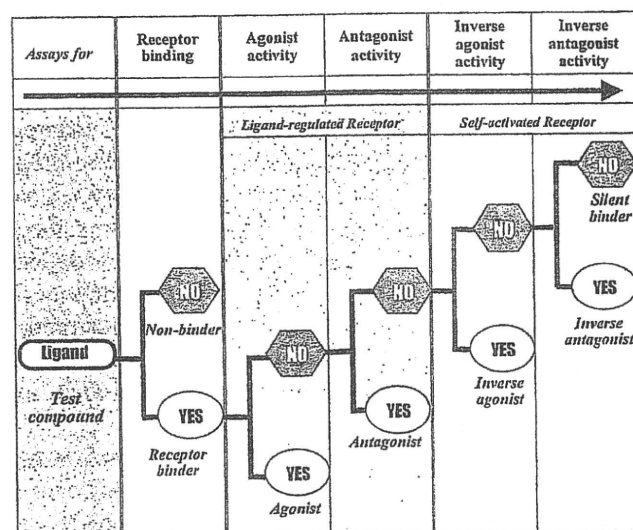 Assays for
Receptor
binding
Agonist
activity
Antagonist
activity
Inverse
agonist
activity
Inverse
antagonist
activity
Ligand-regulated Receptor
Self-activated Receptor
Ligand
Test
compound
NO
Non-binder
YES
Receptor
binder
NO
YES
Agonist
NO
YES
Antagonist
NO
YES
Inverse
agonist
NO
Silent
binder
YES
Inverse
antagonist